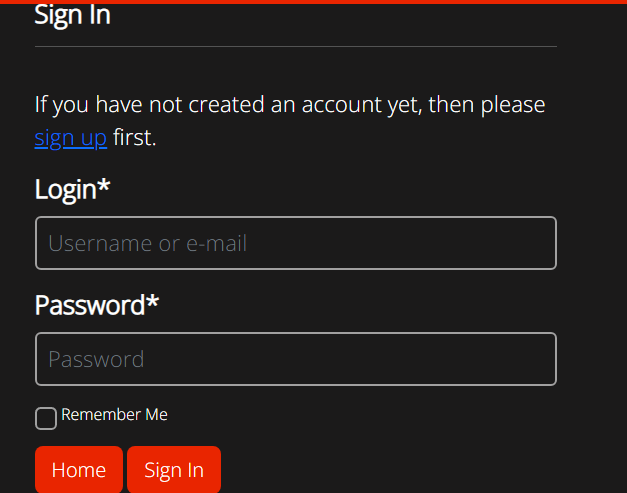 Sign In
If you have not created an account yet, then please
sign up first.
Login*
Username or e-mail
Password*
Password
Remember Me
Home Sign In